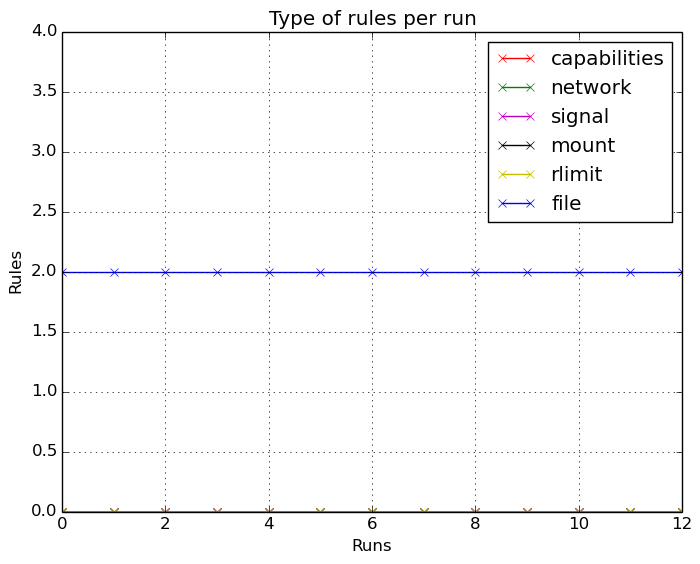 Type of rules per run
4.0
3.5
3.0
2.5
2.0
1.5
1.0
0.5
0.0
Rules
capabilities
network
signal
mount
rlimit
file
0 2 4 6 8 10 12
Runs